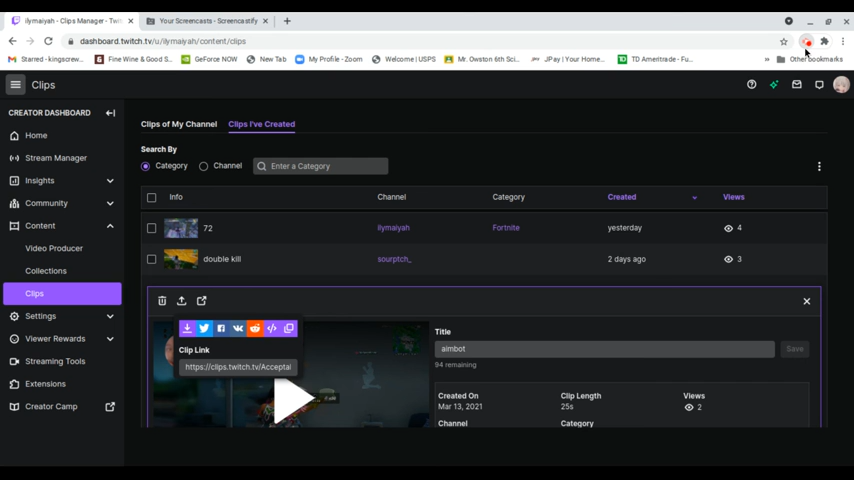 ilymaiyah - Clips Manager - Twit
Your Screencasts - Screencastify
dashboard.twitch.tv/u/ilymaiyah/content/clips
Starred - kingscrew...
Fine Wine & Good S...
GeForce NOW
New Tab
My Profile - Zoom
Welcome | USPS
Mr. Owston 6th Sci...
JPay | Your Home...
TD Ameritrade - Fu...
Other bookmarks
Clips
CREATOR DASHBOARD
Home
Stream Manager
Insights
Community
Content
Video Producer
Collections
Clips
Settings
Viewer Rewards
Streaming Tools
Extensions
Creator Camp
Clips of My Channel
Clips I've Created
Search By
Category
Channel
Enter a Category
Info
Channel
Category
Created
Views
72
ilymaiyah
Fortnite
yesterday
4
double kill
sourptch_
2 days ago
3
Clip Link
https://clips.twitch.tv/Acceptal
Title
aimbot
Save
94 remaining
Created On
Clip Length
Views
Mar 13, 2021
25s
2
Channel
Category